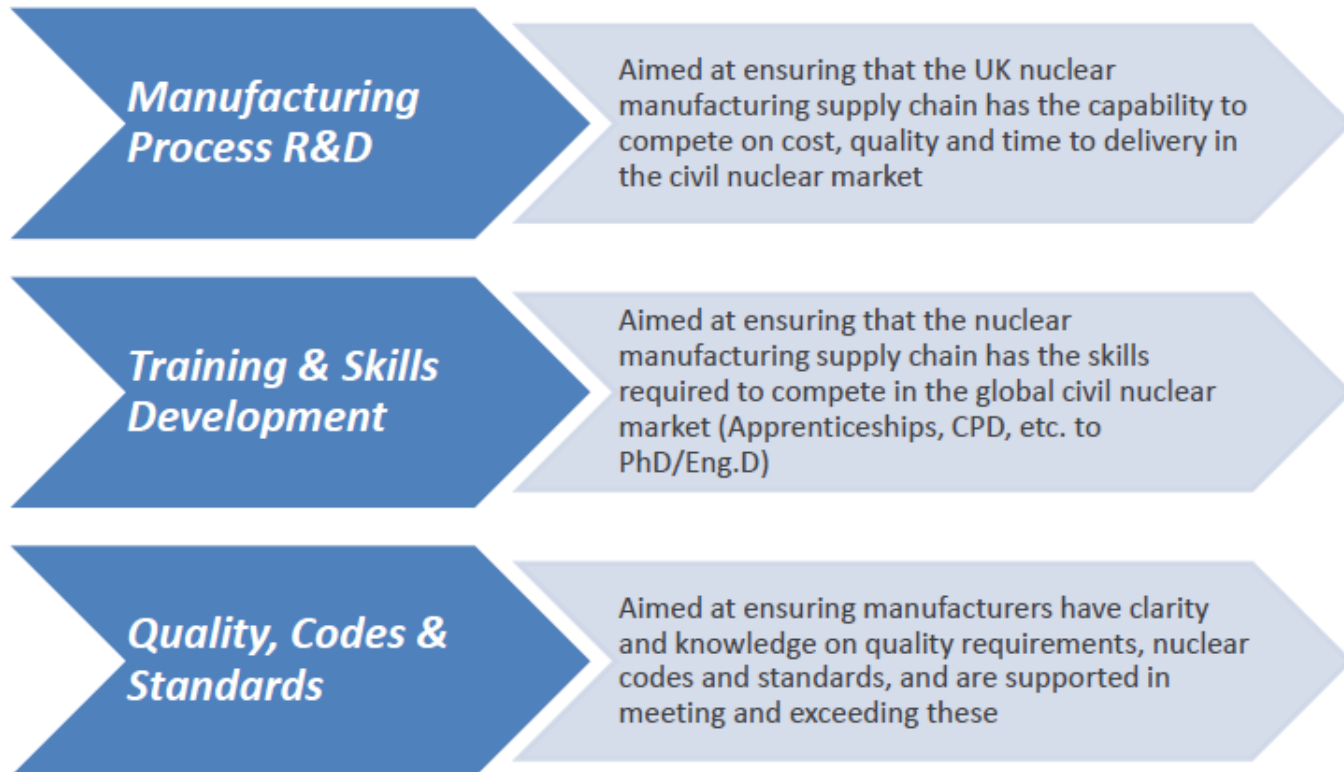 Manufacturing
Process R&D
Aimed at ensuring that the UK nuclear
manufacturing supply chain has the capability to
compete on cost, quality and time to delivery in
the civil nuclear market
Training & Skills
Development
Aimed at ensuring that the nuclear
manufacturing supply chain has the skills
required to compete in the global civil nuclear
market (Apprenticeships, CPD, etc. to
PhD/Eng.D)
Quality, Codes &
Standards
Aimed at ensuring manufacturers have clarity
and knowledge on quality requirements, nuclear
codes and standards, and are supported in
meeting and exceeding these